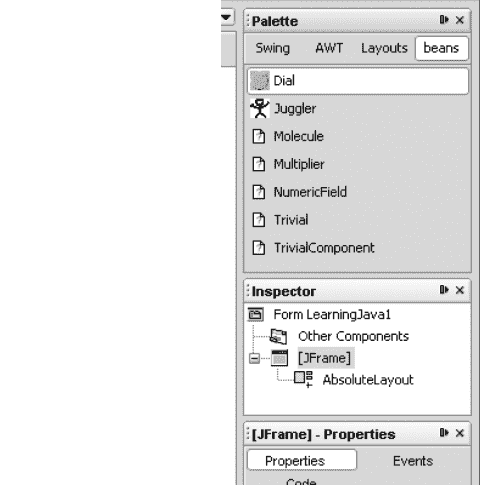 Palette
Swing AWT Layouts beans
Dial
Juggler
Molecule
Multiplier
NumericField
Trivial
TrivialComponent
Inspector
Form LearningJava1
Other Components
[JFrame]
AbsoluteLayout
[JFrame] - Properties
Properties Events
Code